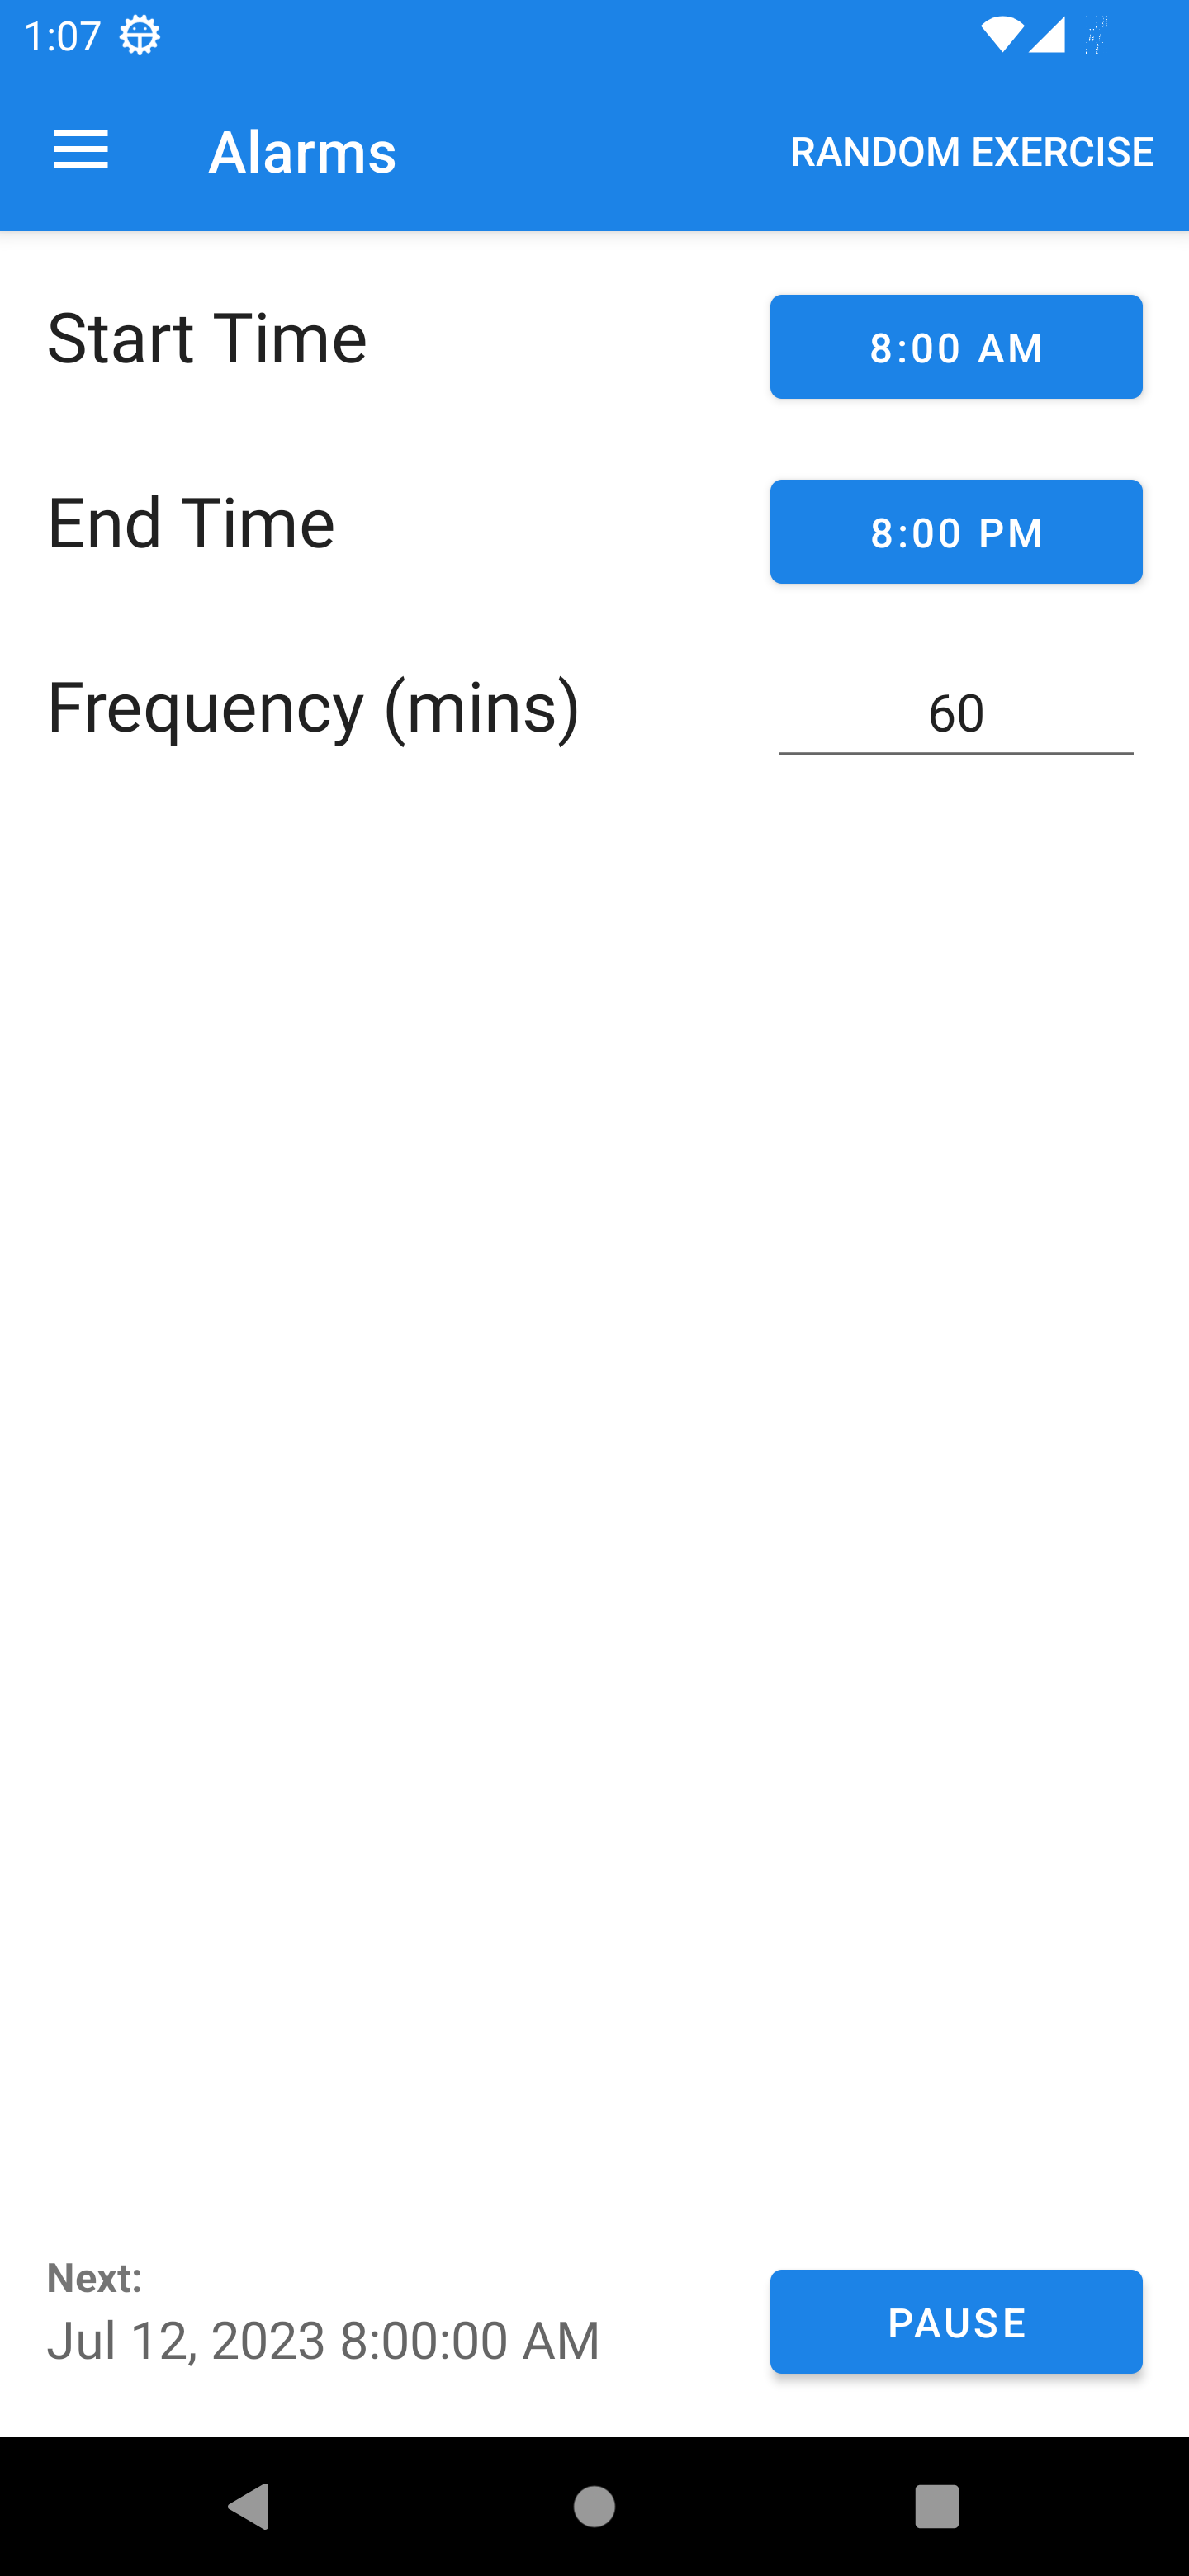 1:07
Alarms
RANDOM EXERCISE
Start Time
8:00 AM
End Time
8:00 PM
Frequency (mins)
60
Next:
Jul 12, 2023 8:00:00 AM
PAUSE